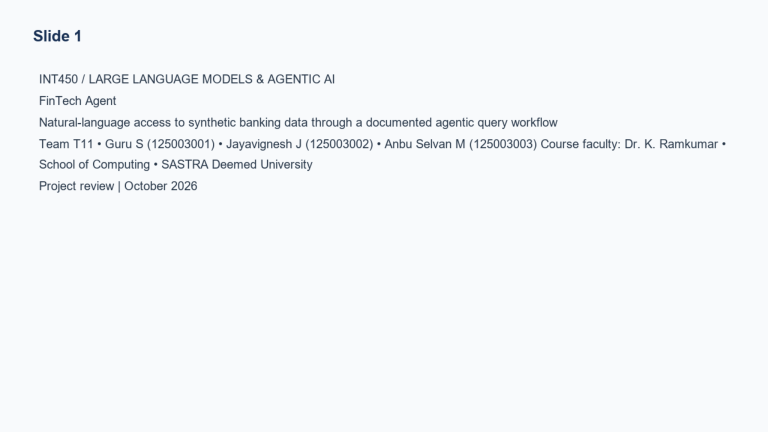 Slide 1
INT450 / LARGE LANGUAGE MODELS & AGENTIC AI
FinTech Agent
Natural-language access to synthetic banking data through a documented agentic query workflow
Team T11 • Guru S (125003001) • Jayavignesh J (125003002) • Anbu Selvan M (125003003) Course faculty: Dr. K. Ramkumar •
School of Computing • SASTRA Deemed University
Project review | October 2026